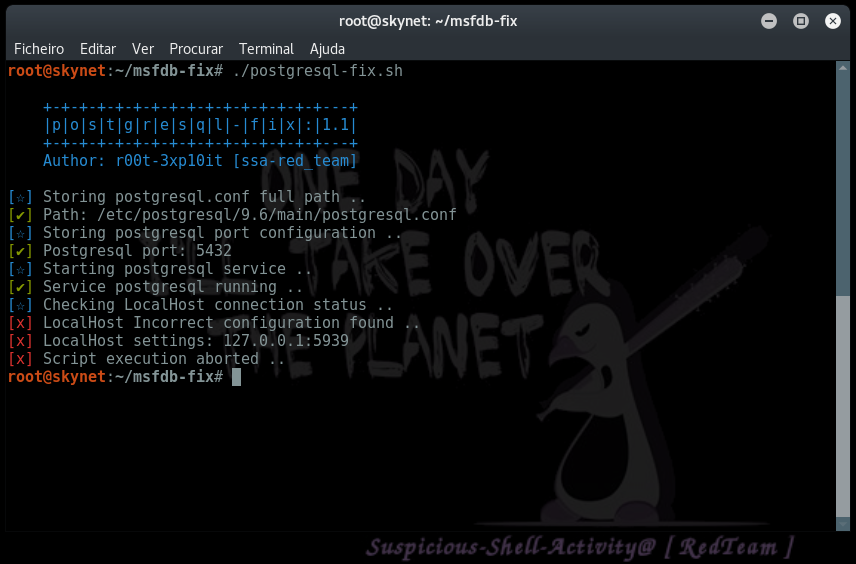 root@skynet: ~/msfdb-fix
Ficheiro Editar Ver Procurar Terminal Ajuda
root@skynet:~/msfdb-fix# ./postgresql-fix.sh
+-+-+-+-+-+-+-+-+-+-+-+-+-+-+-+---+
|p|o|s|t|g|r|e|s|q|l|-|f|i|x|:|1.1|
+-+-+-+-+-+-+-+-+-+-+-+-+-+-+-+---+
Author: r00t-3xp10it [ssa-red_team]
[☆] Storing postgresql.conf full path ..
[✔] Path: /etc/postgresql/9.6/main/postgresql.conf
[☆] Storing postgresql port configuration ..
[✔] Postgresql port: 5432
[☆] Starting postgresql service ..
[✔] Service postgresql running ..
[☆] Checking LocalHost connection status ..
[x] LocalHost Incorrect configuration found ..
[x] LocalHost settings: 127.0.0.1:5939
[x] Script execution aborted ..
root@skynet:~/msfdb-fix#
ONE DAY
I'LL TAKE OVER
THE PLANET
Suspicious-Shell-Activity@ [ RedTeam ]